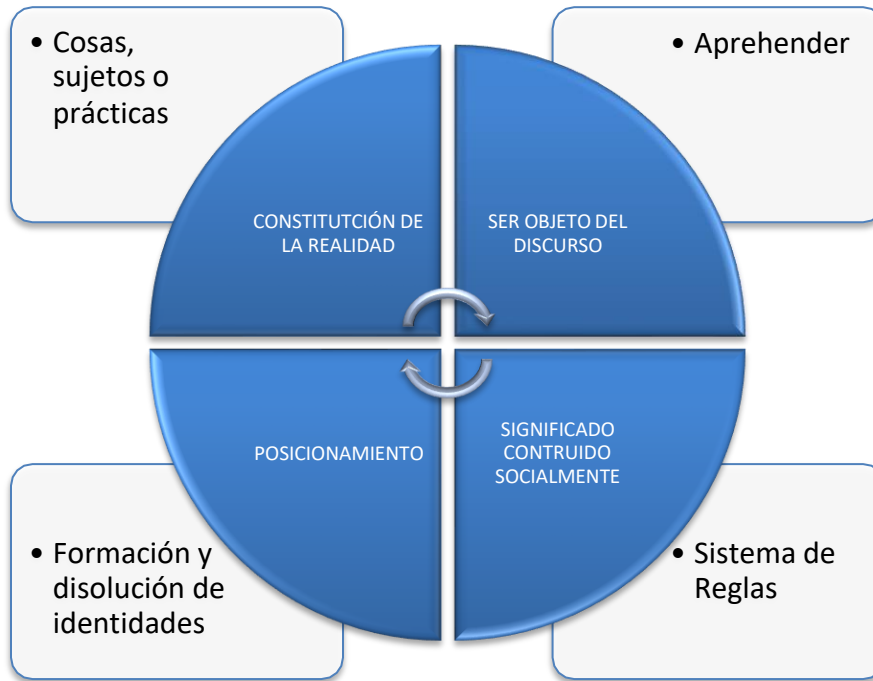 • Cosas,
sujetos o
prácticas
• Aprehender
CONSTITUTCIÓN DE
LA REALIDAD
SER OBJETO DEL
DISCURSO
POSICIONAMIENTO
SIGNIFICADO
CONTRUIDO
SOCIALMENTE
• Formación y
disolución de
identidades
• Sistema de
Reglas